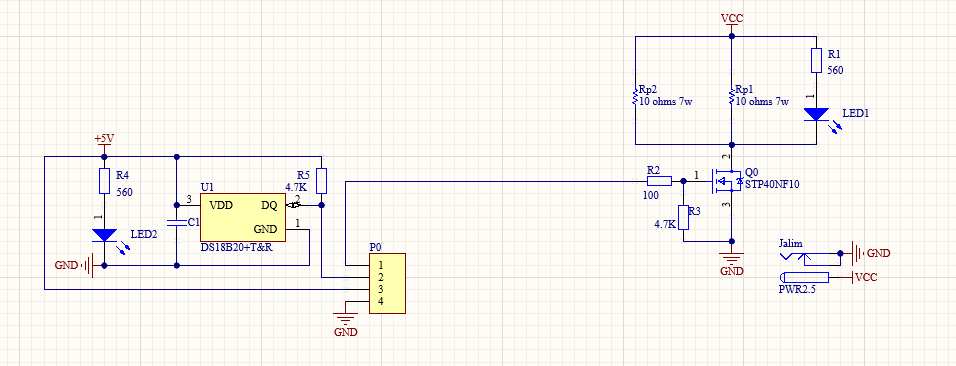 VCC
R1
560
Rp2
10 ohms 7w
Rp1
10 ohms 7w
1
LED1
+5V
2
R4
560
R5
4.7K
R2
100
1
Q0
STP40NF10
U1
3
VDD
DQ
2
1
LED2
C1
GND
1
R3
4.7K
3
DS18B20+T&R
GND
P0
1
2
3
4
GND
GND
Jalim
GND
VCC
PWR2.5